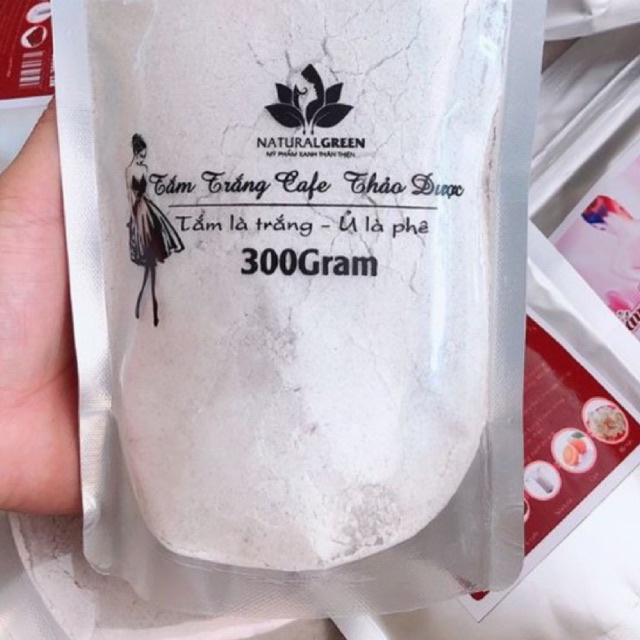 NATURALGREEN
MỸ PHẨM XANH THÂN THIỆN
Tắm Trắng Cafe Thảo Dược
Tắm là trắng - Ủ là phê
300Gram